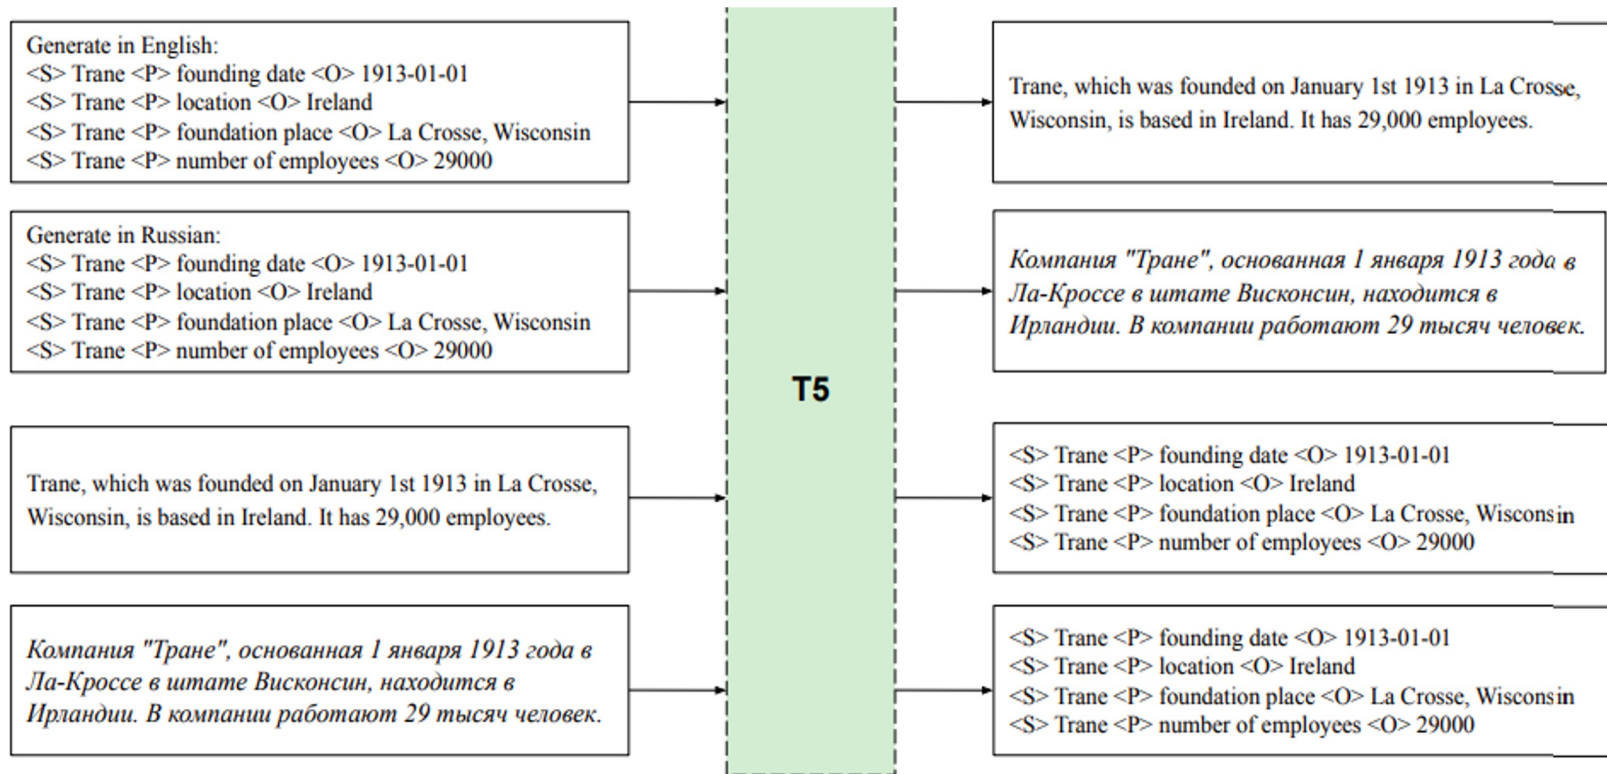 Generate in English:
<S> Trane <P> founding date <O> 1913-01-01
<S> Trane <P> location <O> Ireland
<S> Trane <P> foundation place <O> La Crosse, Wisconsin
<S> Trane <P> number of employees <O> 29000
Trane, which was founded on January 1st 1913 in La Crosse,
Wisconsin, is based in Ireland. It has 29,000 employees.
Generate in Russian:
<S> Trane <P> founding date <O> 1913-01-01
<S> Trane <P> location <O> Ireland
<S> Trane <P> foundation place <O> La Crosse, Wisconsin
<S> Trane <P> number of employees <O> 29000
Компания "Тране", основанная 1 января 1913 года в
Ла-Кроссе в штате Висконсин, находится в
Ирландии. В компании работают 29 тысяч человек.
T5
Trane, which was founded on January 1st 1913 in La Crosse,
Wisconsin, is based in Ireland. It has 29,000 employees.
<S> Trane <P> founding date <O> 1913-01-01
<S> Trane <P> location <O> Ireland
<S> Trane <P> foundation place <O> La Crosse, Wisconsin
<S> Trane <P> number of employees <O> 29000
Компания "Тране", основанная 1 января 1913 года в
Ла-Кроссе в штате Висконсин, находится в
Ирландии. В компании работают 29 тысяч человек.
<S> Trane <P> founding date <O> 1913-01-01
<S> Trane <P> location <O> Ireland
<S> Trane <P> foundation place <O> La Crosse, Wisconsin
<S> Trane <P> number of employees <O> 29000